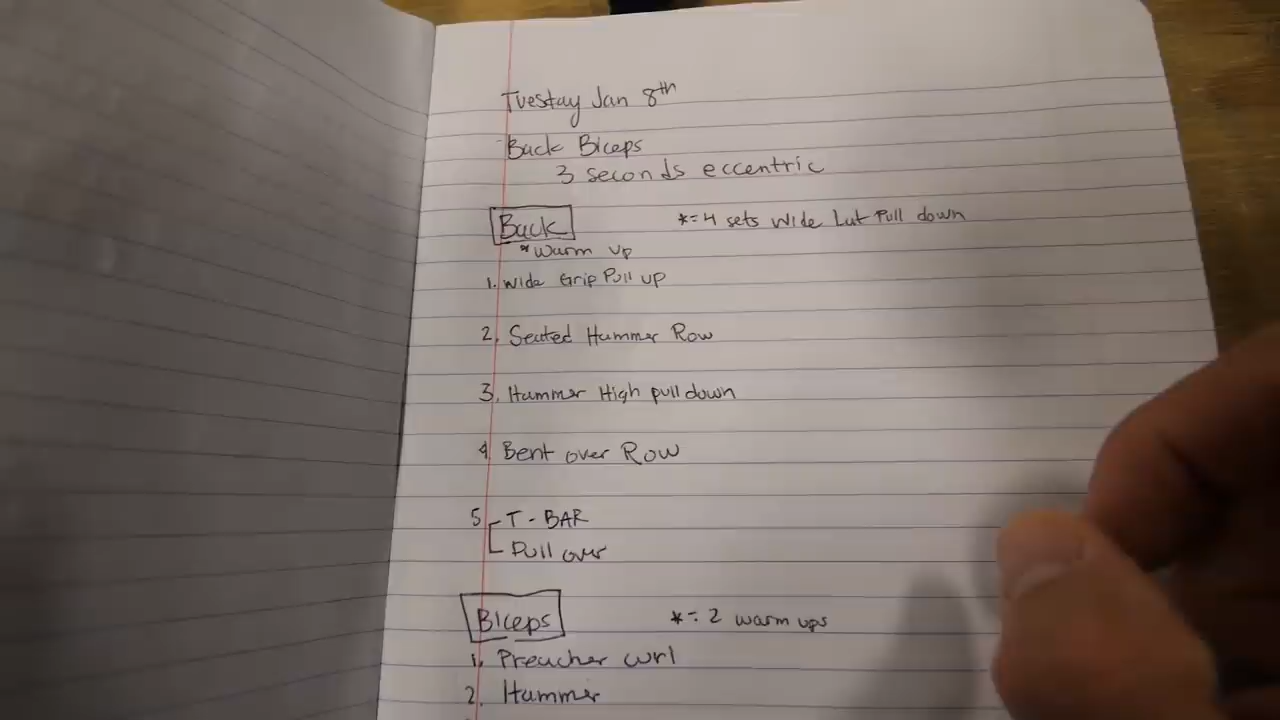 Tuesday Jan 8th
Back Biceps
3 seconds eccentric
Back
*= 4 sets Wide Lat Pull down
*warm up
1. Wide Grip Pull up
2. Seated Hammer Row
3. Hammer High pull down
4 Bent over Row
5 T-BAR
Pull over
Biceps
*= 2 warm ups
1. Preacher curl
2. Hammer